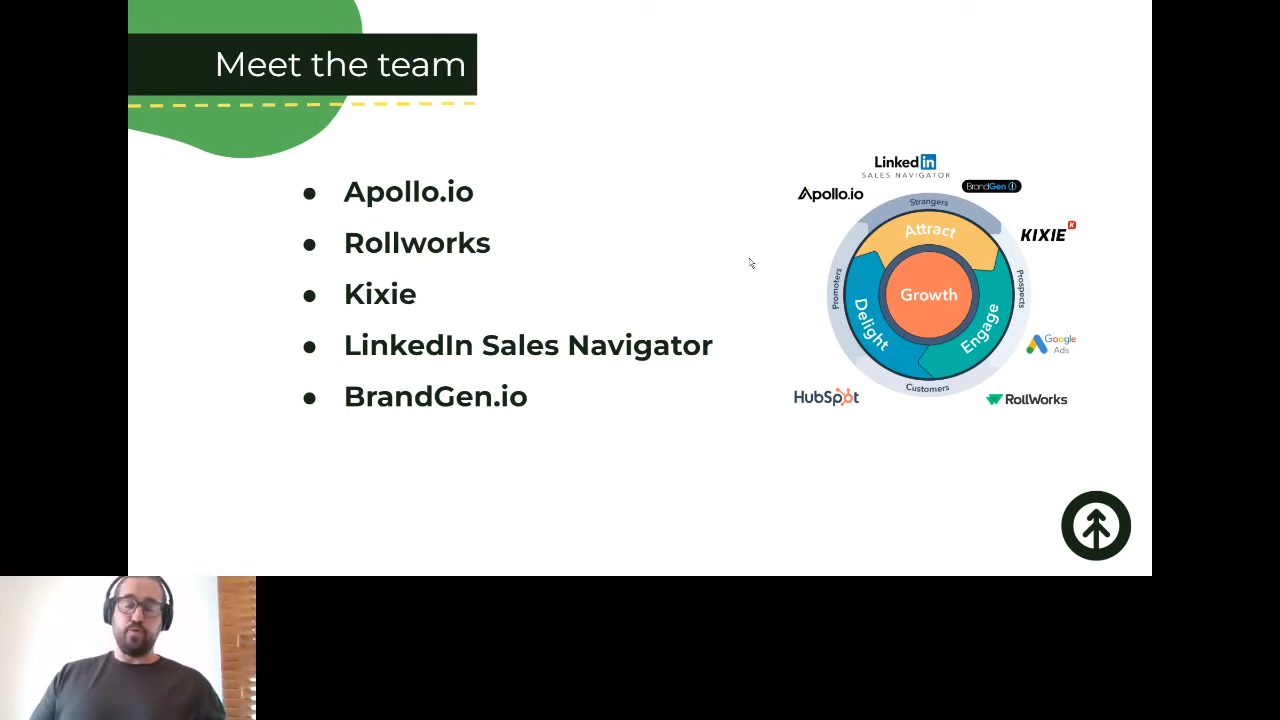 Meet the team
Apollo.io
Rollworks
Kixie
LinkedIn Sales Navigator
BrandGen.io
Linked in
SALES NAVIGATOR
Apollo.io
BrandGen
KIXIE K
Strangers
Attract
Promoters
Growth
Prospects
Delight
Engage
Google
Ads
Customers
HubSpot
RollWorks